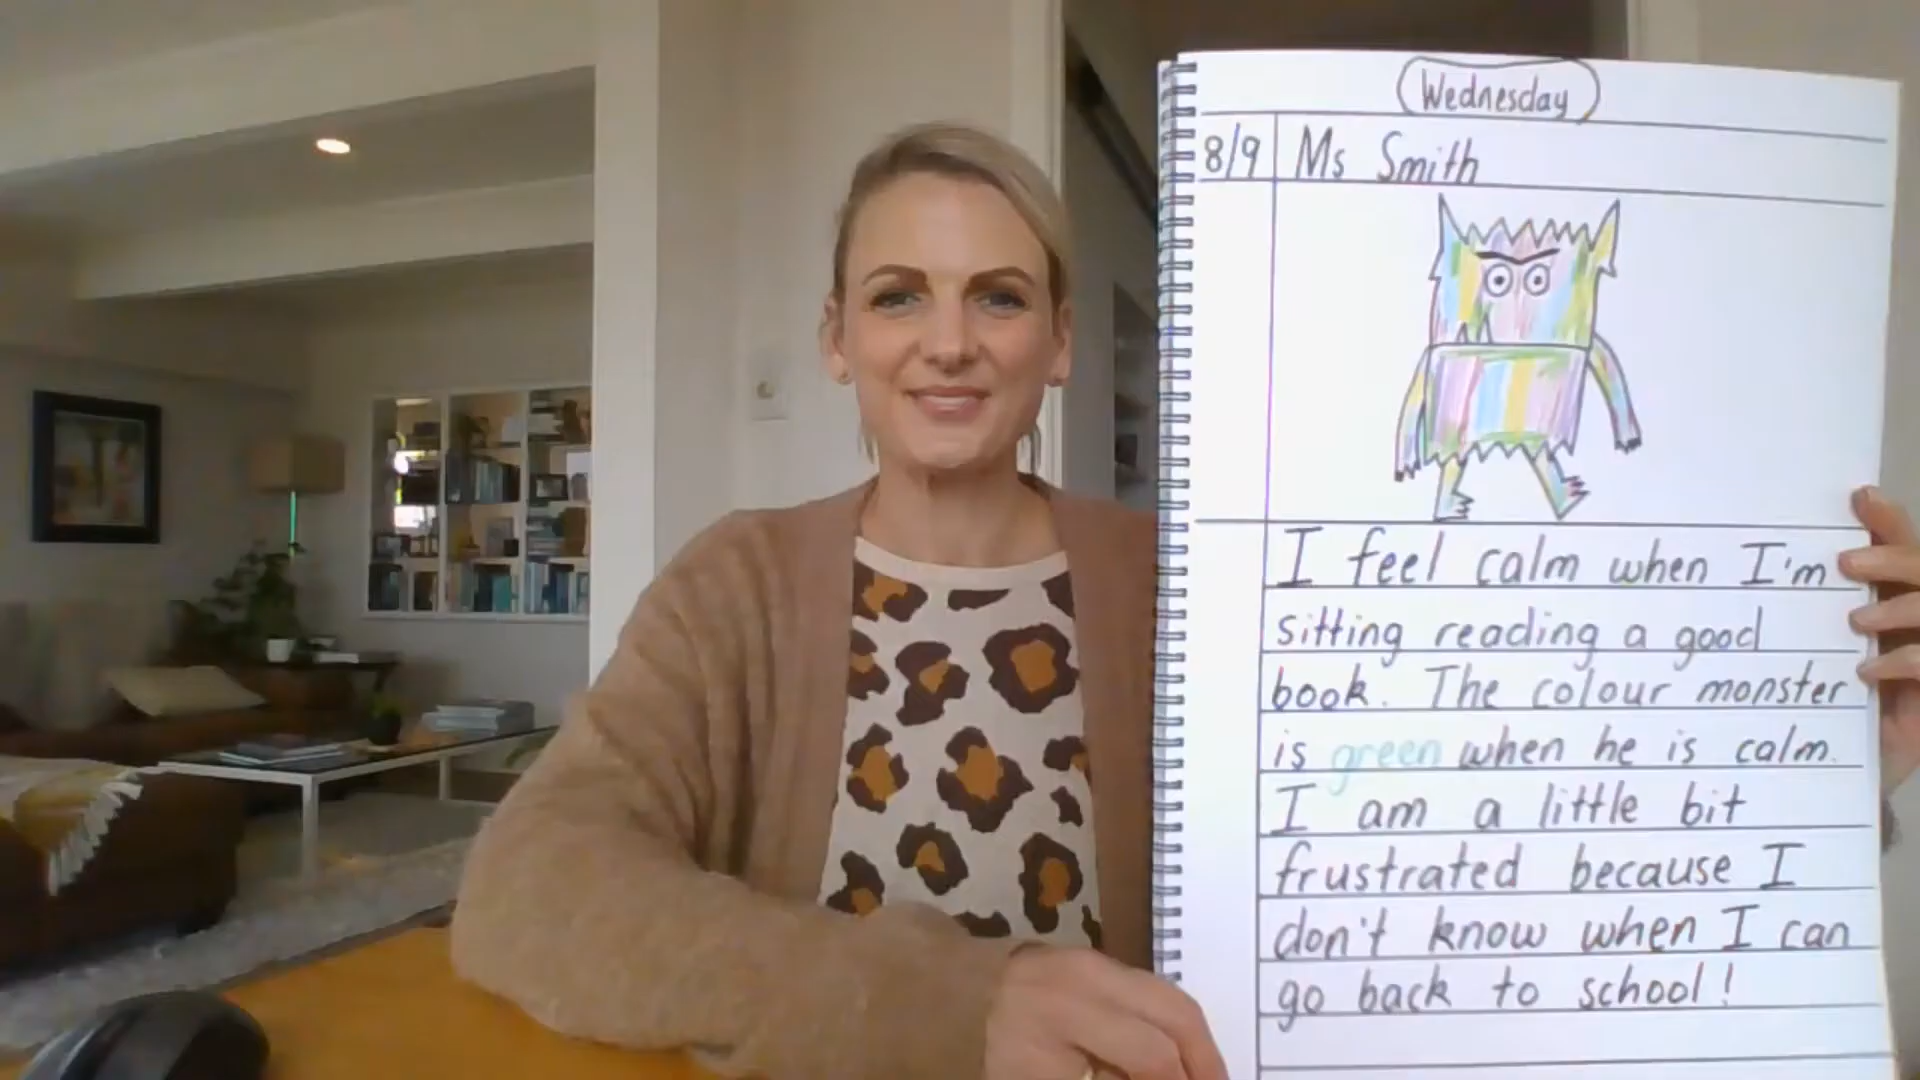 Wednesday
8/9 Ms Smith
I feel calm when I'm
sitting reading a good
book. The colour monster
is green when he is calm.
I am a little bit
frustrated because I
don't know when I can
go back to school!